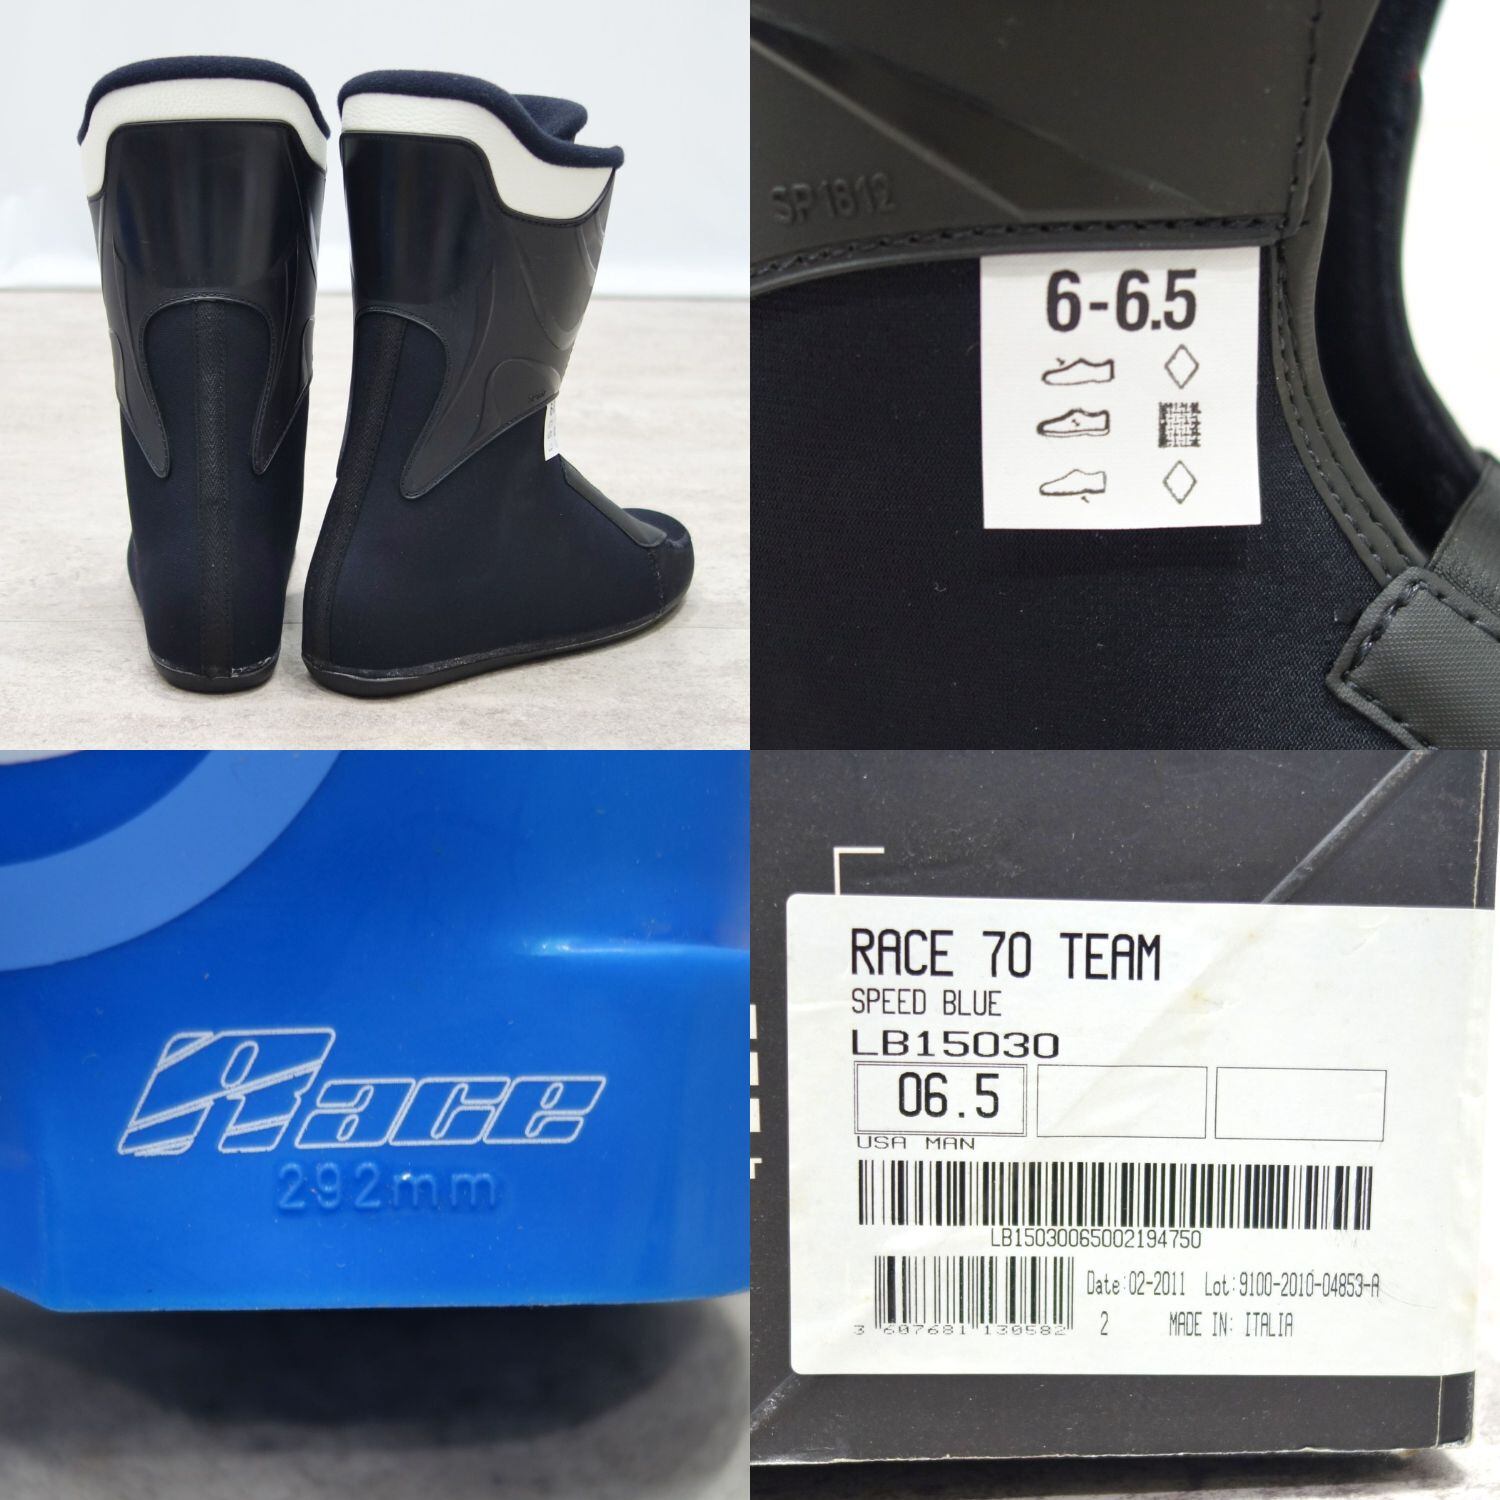 SP1812
6-6.5
Race
292mm
RACE 70 TEAM
SPEED BLUE
LB15030
06.5
USA MAN
LB15030065002194750
Date:02-2011 Lot:9100-2010-04853-A
3 607681 130582 2 MADE IN: ITALIA